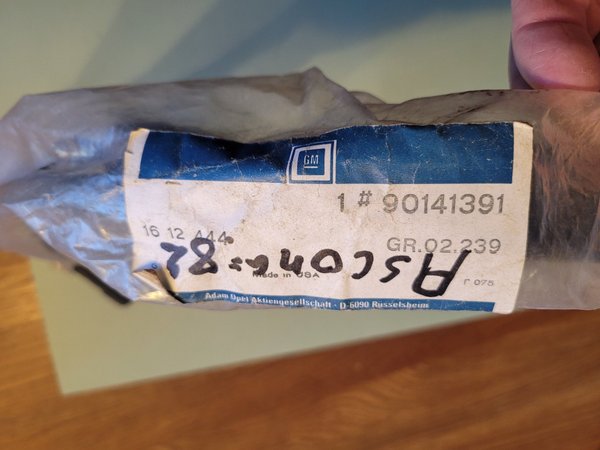 GM
1 # 90141391
16 12 444
GR.02.239
Ascona-82
Made in USA
r 075
Adam Opel Aktiengesellschaft · D-6090 Rüsselsheim